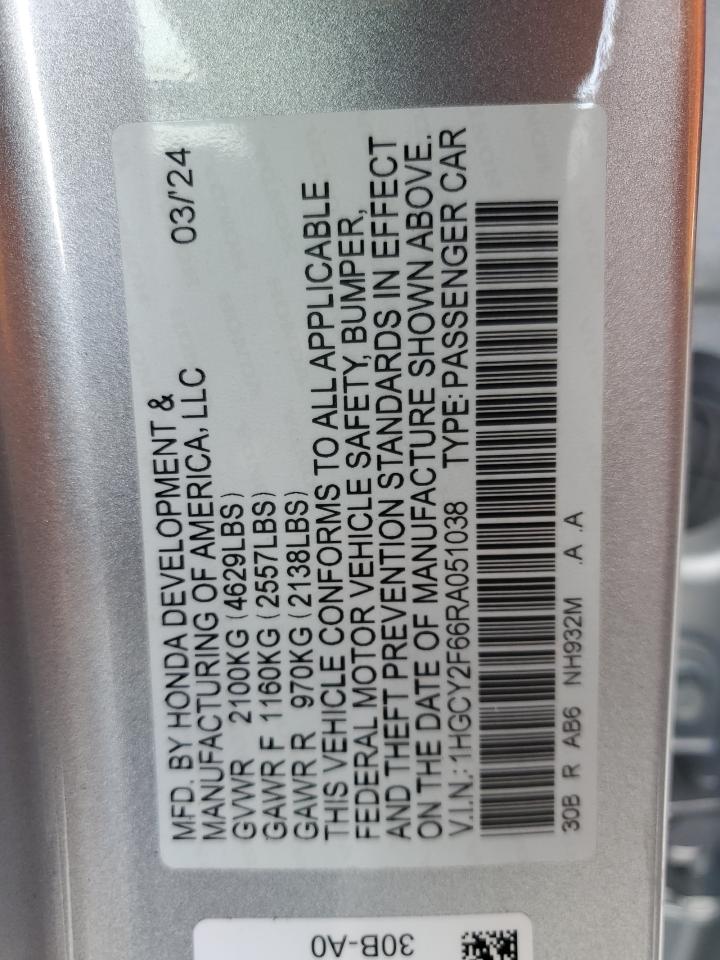 MFD. BY HONDA DEVELOPMENT &
MANUFACTURING OF AMERICA, LLC 03/'24
GVWR 2100KG (4629LBS)
GAWR F 1160KG (2557LBS)
GAWR R 970KG (2138LBS)
THIS VEHICLE CONFORMS TO ALL APPLICABLE
FEDERAL MOTOR VEHICLE SAFETY, BUMPER,
AND THEFT PREVENTION STANDARDS IN EFFECT
ON THE DATE OF MANUFACTURE SHOWN ABOVE.
V.I.N.: 1HGCY2F66RA051038 TYPE: PASSENGER CAR
30B R AB6 NH932M .A .A
30B-A0